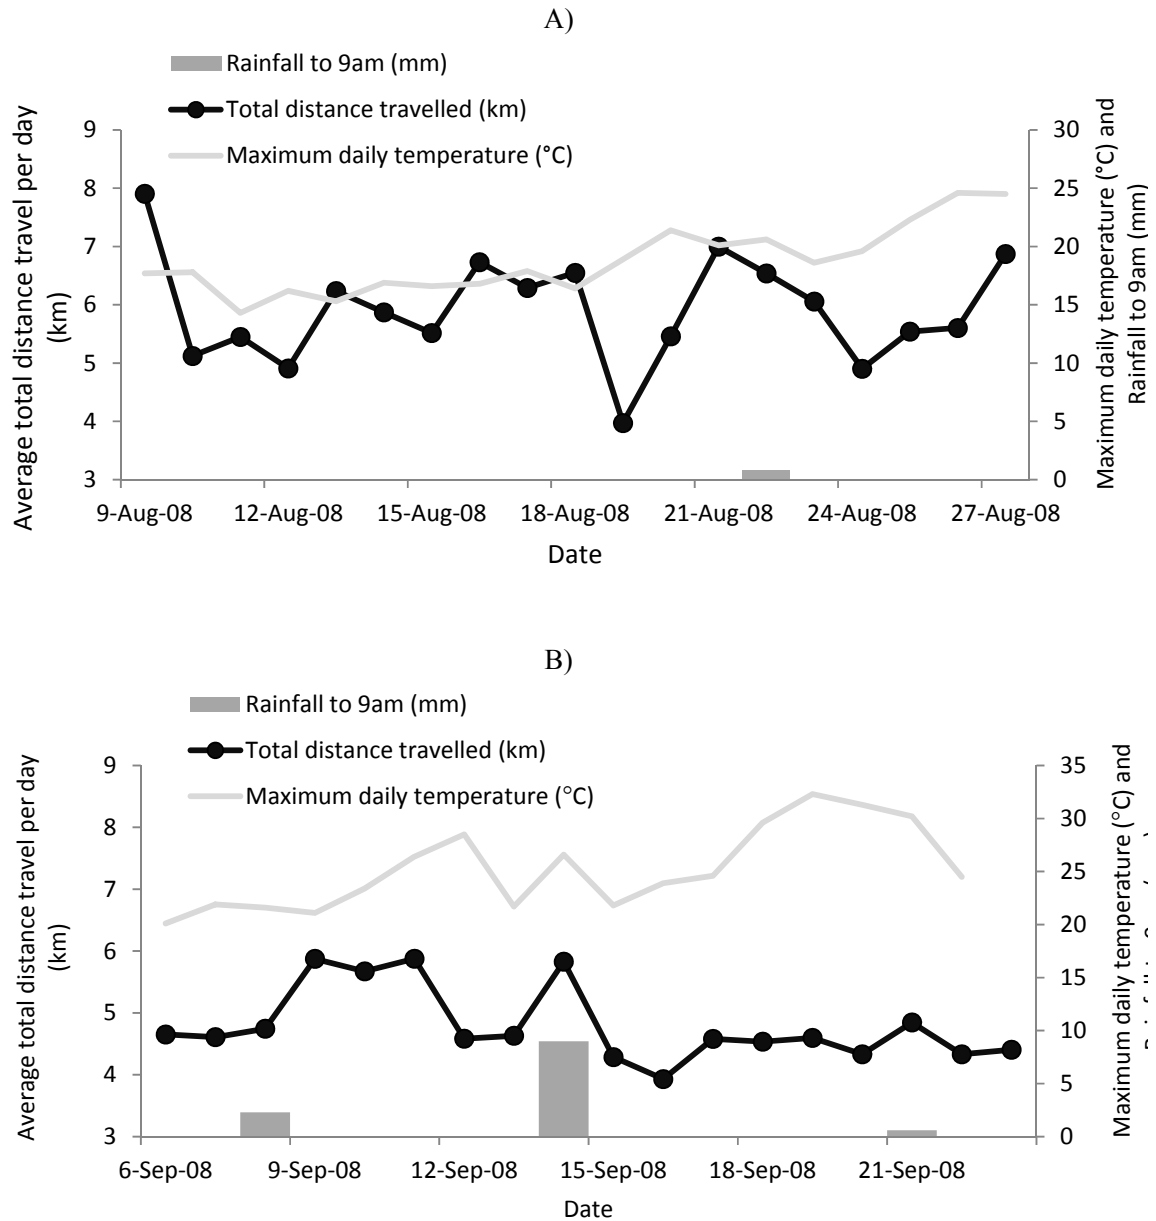 A)
Rainfall to 9am (mm)
Total distance travelled (km)
Maximum daily temperature (°C)
Average total distance travel per day
(km)
9
8
7
6
5
4
3
30
25
20
15
10
5
0
Maximum daily temperature (°C) and
Rainfall to 9am (mm)
9-Aug-08 12-Aug-08 15-Aug-08 18-Aug-08 21-Aug-08 24-Aug-08 27-Aug-08
Date
B)
Rainfall to 9am (mm)
Total distance travelled (km)
Maximum daily temperature (°C)
Average total distance travel per day
(km)
9
8
7
6
5
4
3
35
30
25
20
15
10
5
0
Maximum daily temperature (°C) and
6-Sep-08 9-Sep-08 12-Sep-08 15-Sep-08 18-Sep-08 21-Sep-08
Date